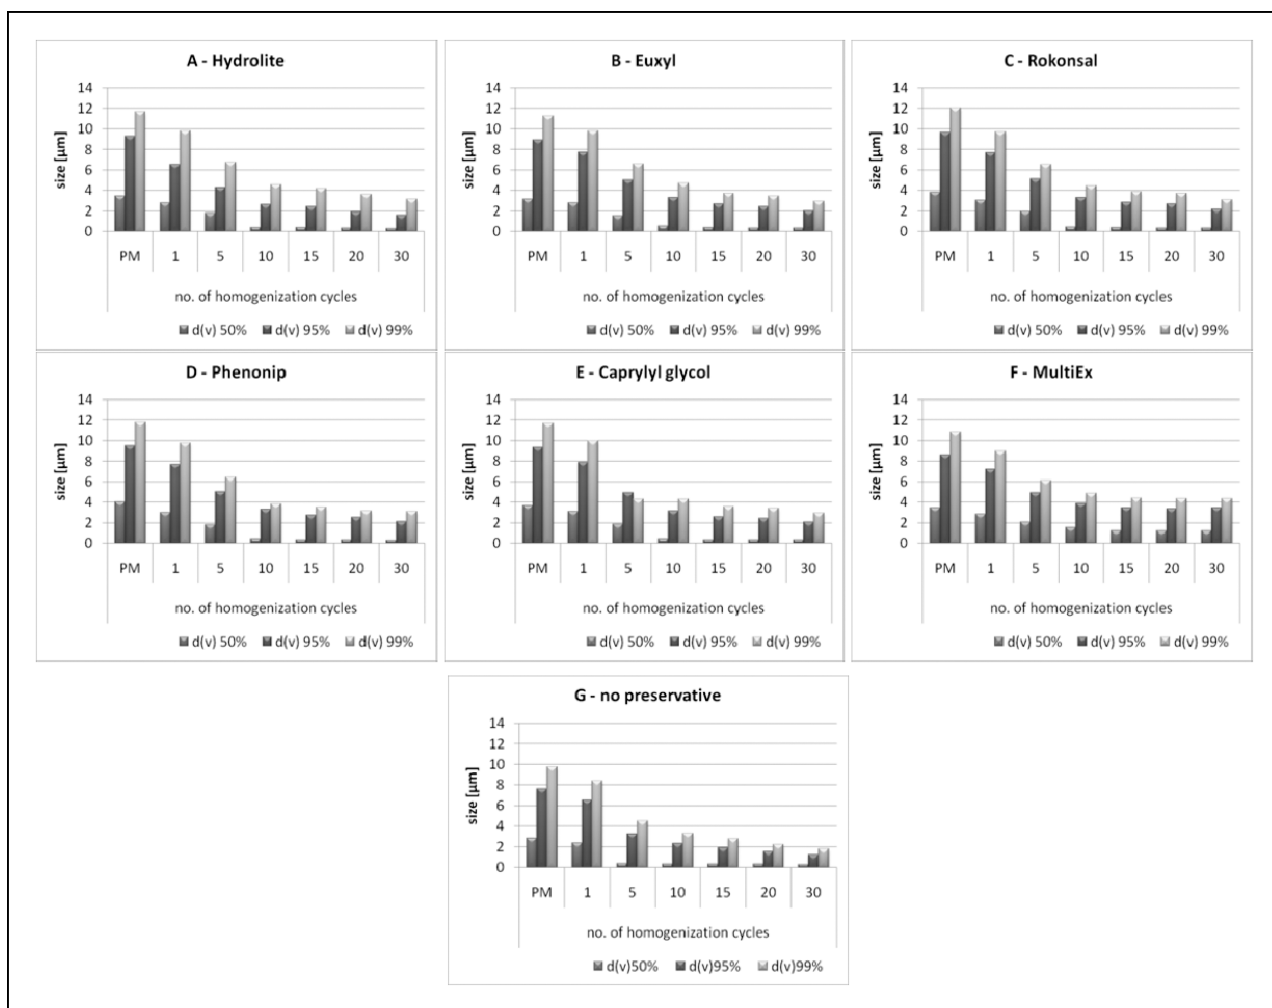 A - Hydrolite
14
12
10
8
6
4
2
0
size [µm]
PM 1 5 10 15 20 30
no. of homogenization cycles
d(v) 50% d(v) 95% d(v) 99%
B - Euxyl
14
12
10
8
6
4
2
0
size [µm]
PM 1 5 10 15 20 30
no. of homogenization cycles
d(v) 50% d(v) 95% d(v) 99%
C - Rokonsal
14
12
10
8
6
4
2
0
size [µm]
PM 1 5 10 15 20 30
no. of homogenization cycles
d(v) 50% d(v) 95% d(v) 99%
D - Phenonip
14
12
10
8
6
4
2
0
size [µm]
PM 1 5 10 15 20 30
no. of homogenization cycles
d(v) 50% d(v) 95% d(v) 99%
E - Caprylyl glycol
14
12
10
8
6
4
2
0
size [µm]
PM 1 5 10 15 20 30
no. of homogenization cycles
d(v) 50% d(v) 95% d(v) 99%
F - MultiEx
14
12
10
8
6
4
2
0
size [µm]
PM 1 5 10 15 20 30
no. of homogenization cycles
d(v) 50% d(v) 95% d(v) 99%
G - no preservative
14
12
10
8
6
4
2
0
size [µm]
PM 1 5 10 15 20 30
no. of homogenization cycles
d(v)50% d(v)95% d(v)99%